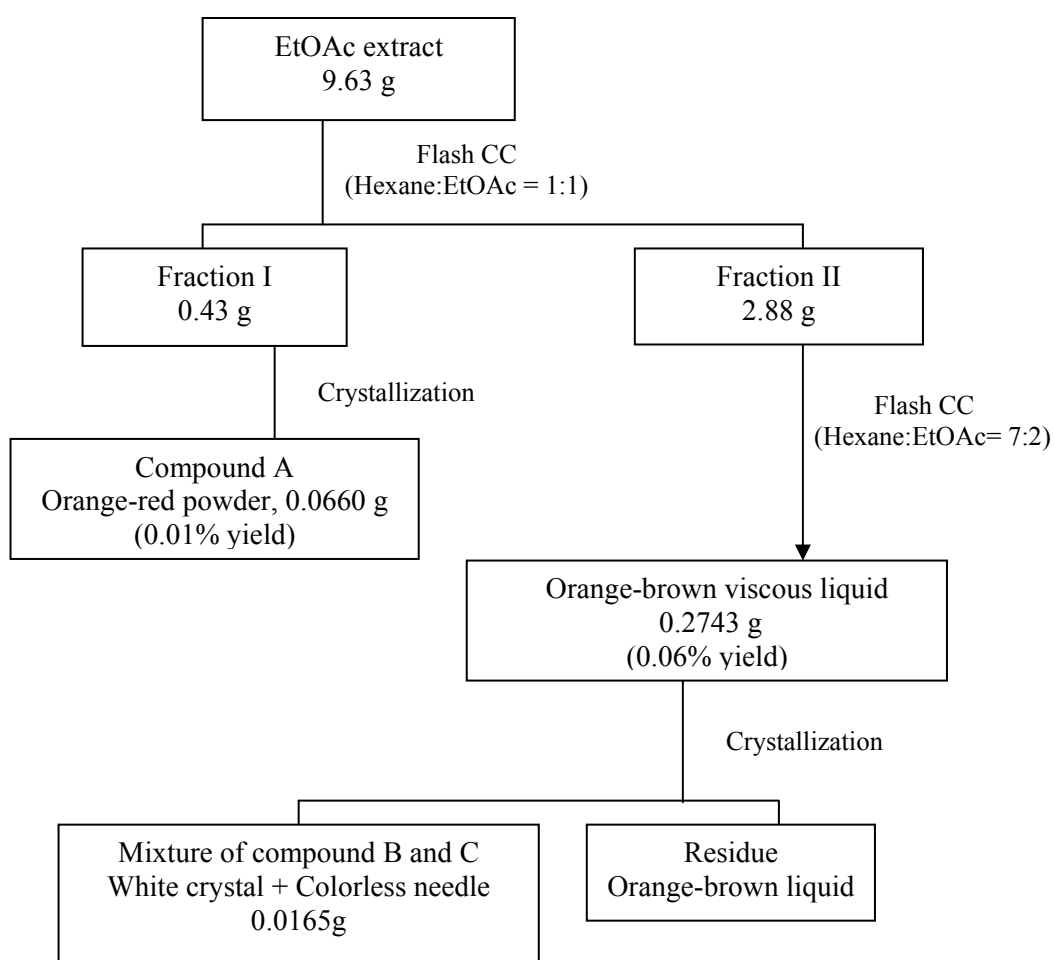 EtOAc extract
9.63 g
Flash CC
(Hexane:EtOAc = 1:1)
Fraction I
0.43 g
Fraction II
2.88 g
Crystallization
Flash CC
(Hexane:EtOAc= 7:2)
Compound A
Orange-red powder, 0.0660 g
(0.01% yield)
Orange-brown viscous liquid
0.2743 g
(0.06% yield)
Crystallization
Mixture of compound B and C
White crystal + Colorless needle
0.0165g
Residue
Orange-brown liquid